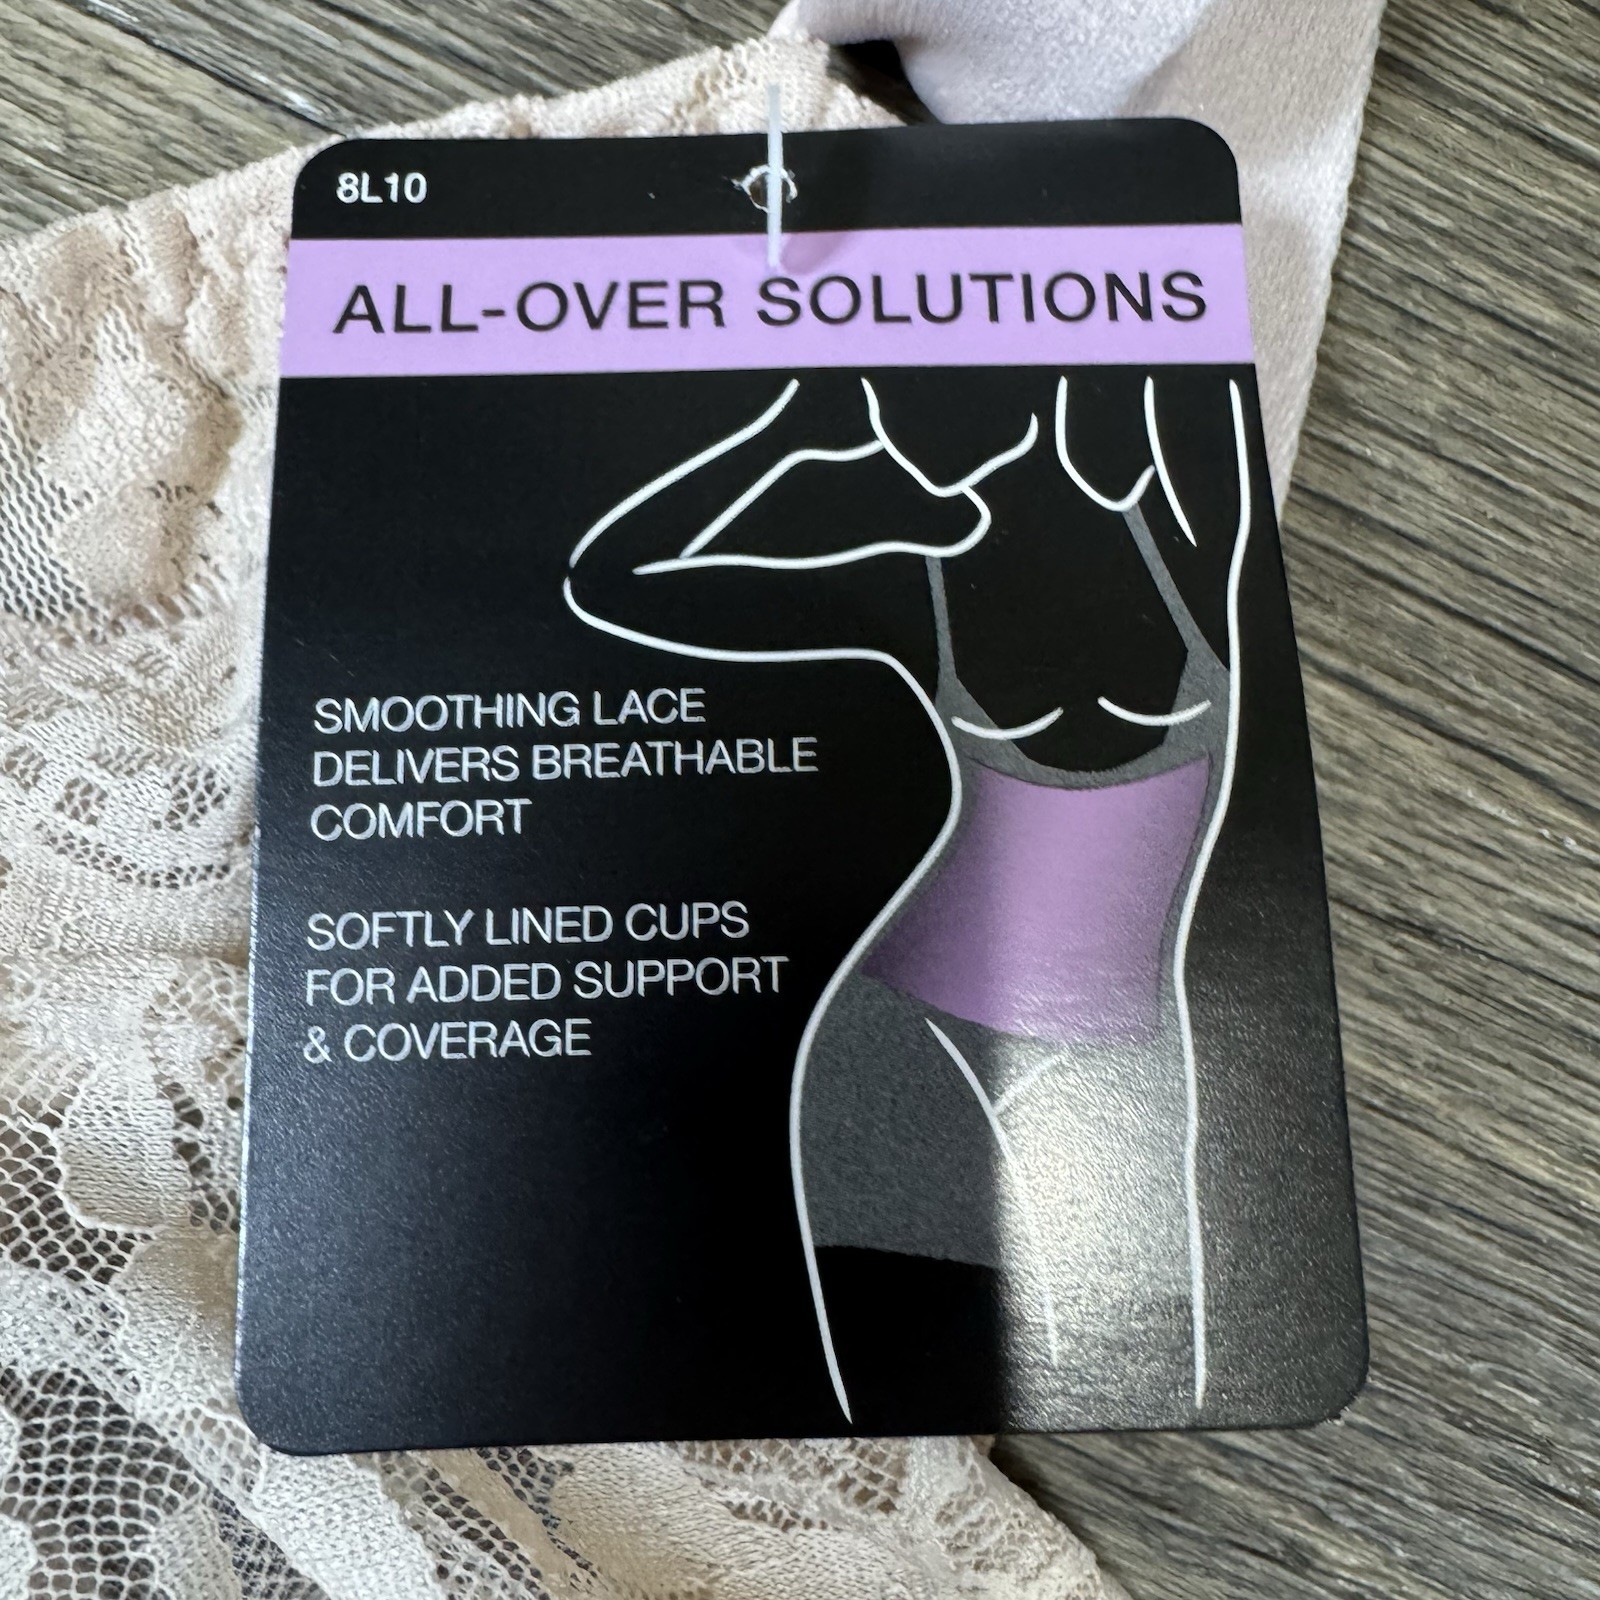 8L10
ALL-OVER SOLUTIONS
SMOOTHING LACE
DELIVERS BREATHABLE
COMFORT
SOFTLY LINED CUPS
FOR ADDED SUPPORT
& COVERAGE